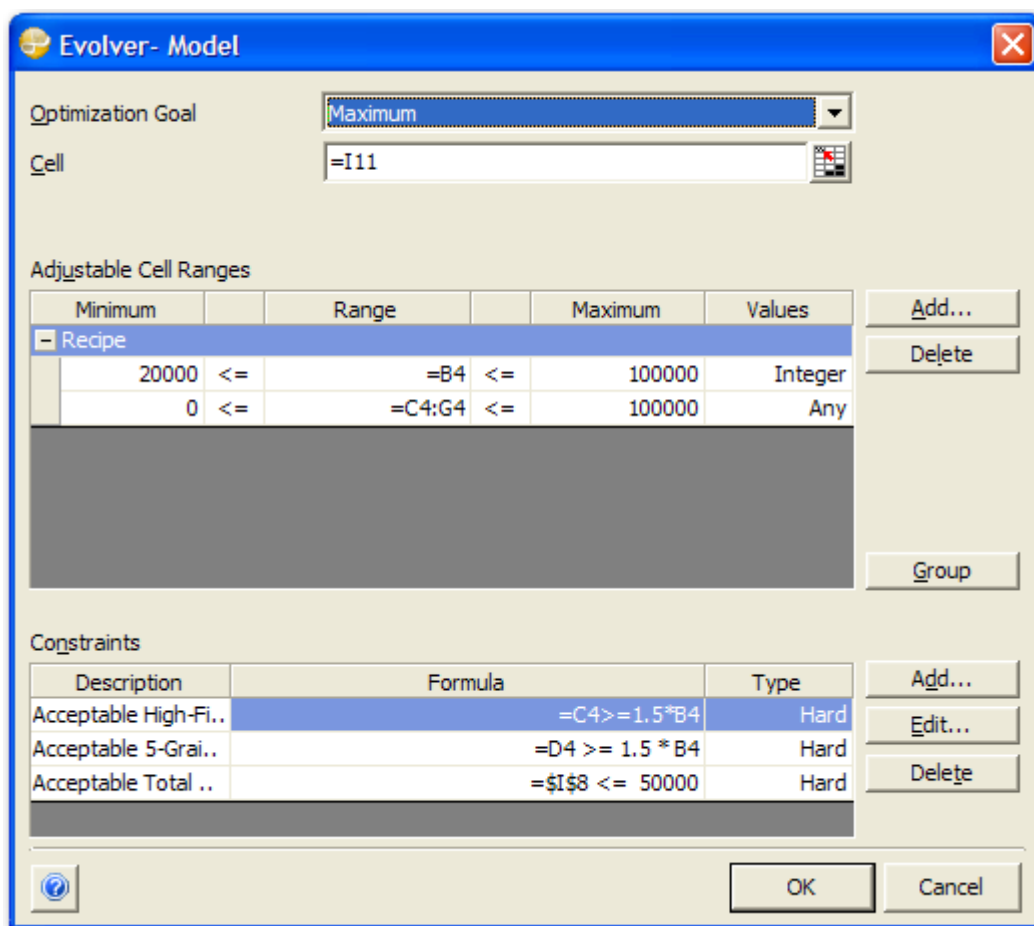 Evolver- Model
Optimization Goal Maximum
Cell =I11
Adjustable Cell Ranges
Minimum Range Maximum Values Add...
Recipe
Delete
20000 <= =B4 <= 100000 Integer
0 <= =C4:G4 <= 100000 Any
Group
Constraints
Description Formula Type Add...
Acceptable High-Fi.. =C4>=1.5*B4 Hard
Edit...
Acceptable 5-Grai.. =D4 >= 1.5 * B4 Hard
Acceptable Total .. =$I$8 <= 50000 Hard
Delete
OK Cancel